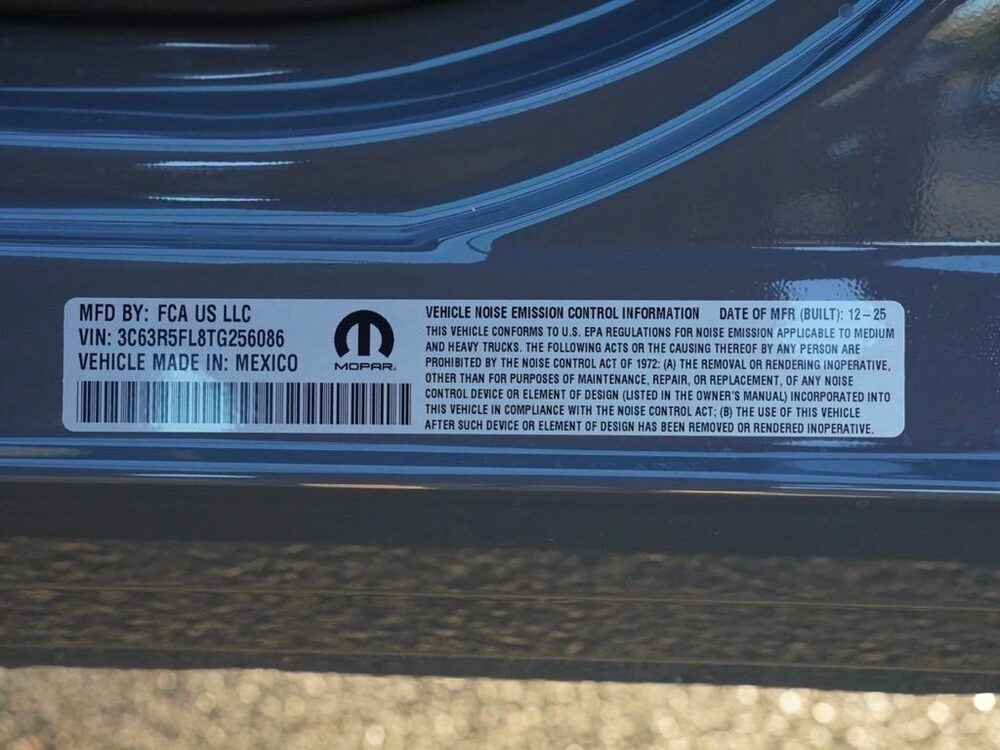 MFD BY: FCA US LLC
VIN: 3C63R5FL8TG256086
VEHICLE MADE IN: MEXICO
MOPAR
VEHICLE NOISE EMISSION CONTROL INFORMATION DATE OF MFR (BUILT): 12-25
THIS VEHICLE CONFORMS TO U.S. EPA REGULATIONS FOR NOISE EMISSION APPLICABLE TO MEDIUM
AND HEAVY TRUCKS. THE FOLLOWING ACTS OR THE CAUSING THEREOF BY ANY PERSON ARE
PROHIBITED BY THE NOISE CONTROL ACT OF 1972: (A) THE REMOVAL OR RENDERING INOPERATIVE,
OTHER THAN FOR PURPOSES OF MAINTENANCE, REPAIR, OR REPLACEMENT, OF ANY NOISE
CONTROL DEVICE OR ELEMENT OF DESIGN (LISTED IN THE OWNER'S MANUAL) INCORPORATED INTO
THIS VEHICLE IN COMPLIANCE WITH THE NOISE CONTROL ACT; (B) THE USE OF THIS VEHICLE
AFTER SUCH DEVICE OR ELEMENT OF DESIGN HAS BEEN REMOVED OR RENDERED INOPERATIVE.